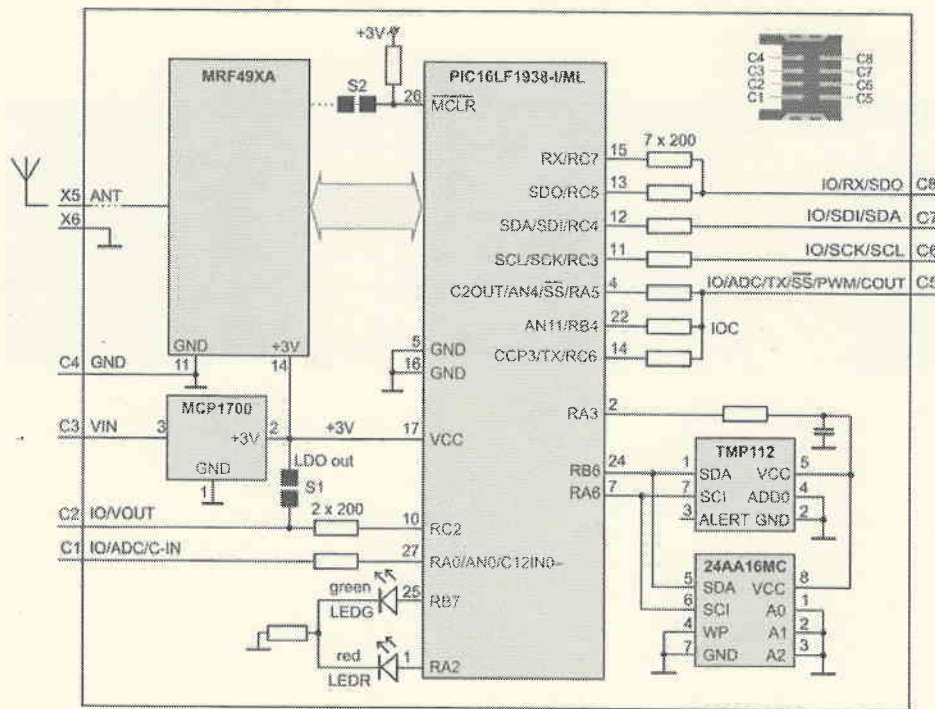 +3V
MRF49XA
S2
26
MCLR
PIC16LF1938-I/ML
C4
C3
C2
C1
C8
C7
C6
C5
7 x 200
RX/RC7 15
SDO/RC5 13
IO/RX/SDO C8
SDA/SDI/RC4 12
IO/SDI/SDA C7
SCL/SCK/RC3 11
IO/SCK/SCL C6
C2OUT/AN4/SS/RA5 4
IO/ADC/TX/SS/PWM/COUT C5
AN11/RB4 22
IOC
CCP3/TX/RC6 14
X5 ANT
X6
GND +3V
11 14
C4 GND
5 GND
16 GND
MCP1700
C3 VIN 3
+3V 2
+3V
17 VCC
GND
1
LDO out
S1
RA3 2
RB6 24
RA6 7
TMP112
1 SDA VCC 5
7 SCI ADD0 4
3 ALERT GND 2
C2 IO/VOUT
2 x 200
10 RC2
C1 IO/ADC/C-IN
27 RA0/AN0/C12IN0–
24AA16MC
5 SDA VCC 8
6 SCI A0 1
4 WP A1 2
7 GND A2 3
green
LEDG
25 RB7
red
LEDR
1 RA2